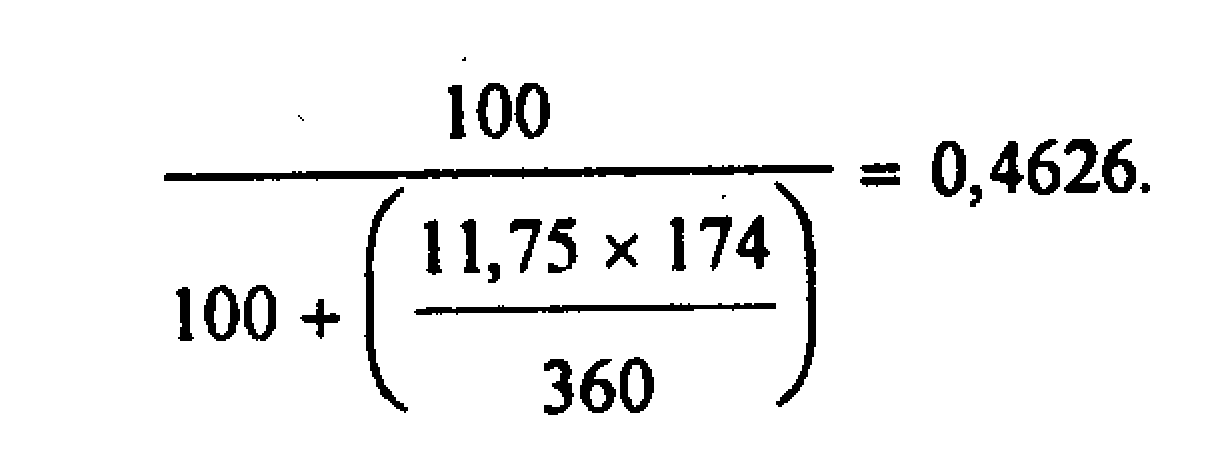 100
= 0,4626.
11,75 × 174
100 + ( )
360